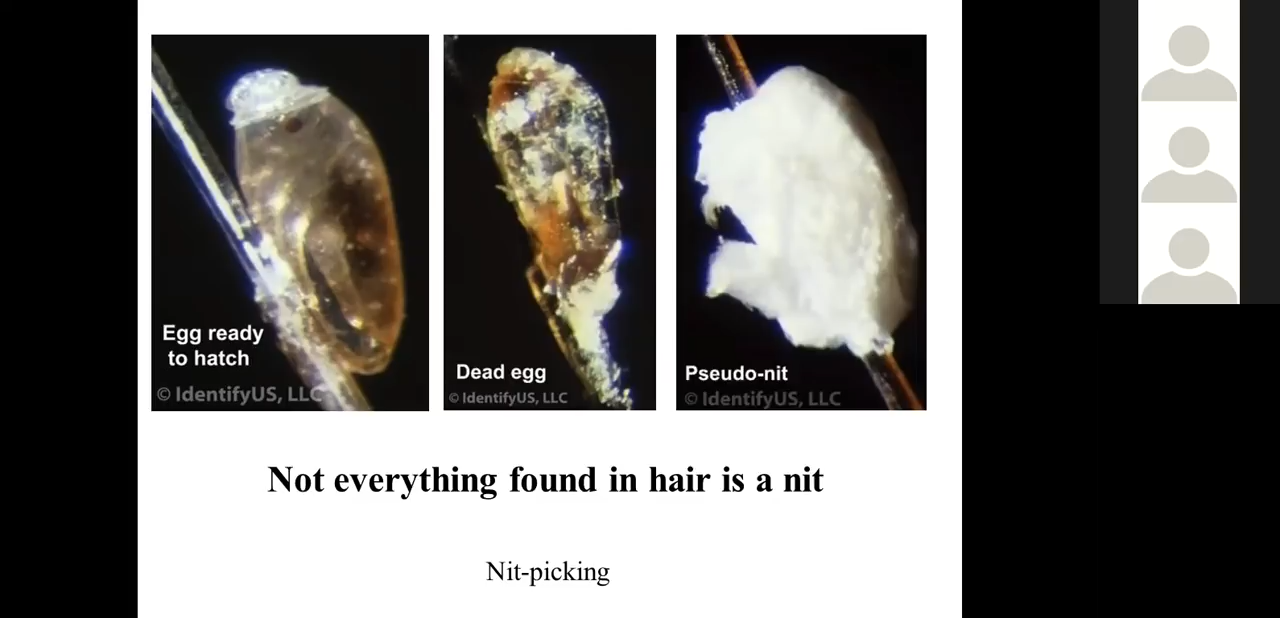 Egg ready
to hatch
© IdentifyUS, LLC
Dead egg
© IdentifyUS, LLC
Pseudo-nit
© IdentifyUS, LLC
Not everything found in hair is a nit
Nit-picking